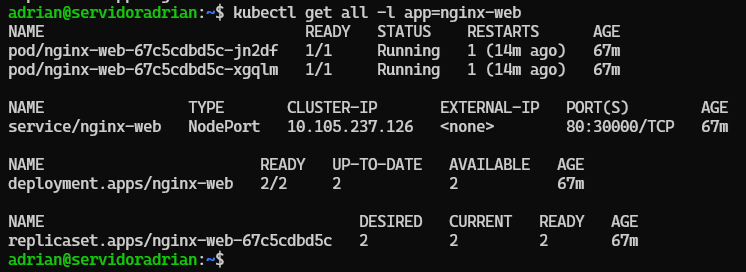 adrian@servidoradrian:~$ kubectl get all -l app=nginx-web
NAME                             READY   STATUS    RESTARTS      AGE
pod/nginx-web-67c5cdbd5c-jn2df   1/1     Running   1 (14m ago)   67m
pod/nginx-web-67c5cdbd5c-xgqlm   1/1     Running   1 (14m ago)   67m

NAME                TYPE       CLUSTER-IP       EXTERNAL-IP   PORT(S)        AGE
service/nginx-web   NodePort   10.105.237.126   <none>        80:30000/TCP   67m

NAME                        READY   UP-TO-DATE   AVAILABLE   AGE
deployment.apps/nginx-web   2/2     2            2           67m

NAME                                   DESIRED   CURRENT   READY   AGE
replicaset.apps/nginx-web-67c5cdbd5c   2         2         2       67m
adrian@servidoradrian:~$